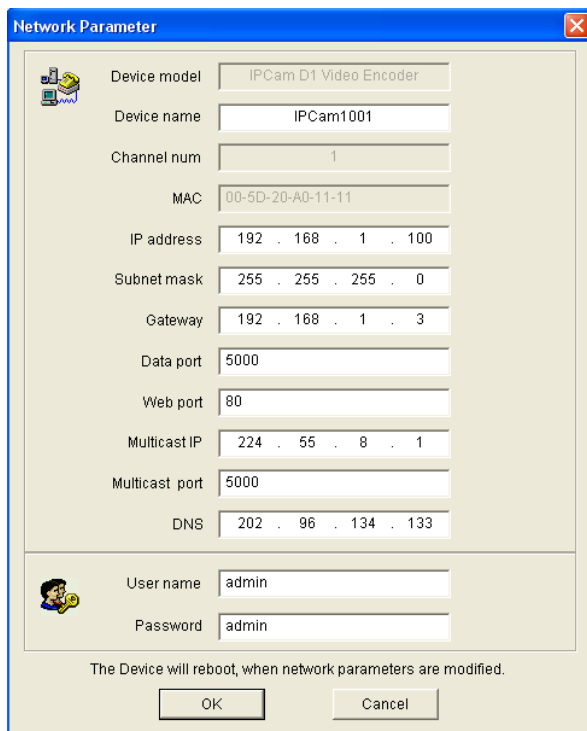 Network Parameter
Device model IPCam D1 Video Encoder
Device name IPCam1001
Channel num 1
MAC 00-5D-20-A0-11-11
IP address 192 . 168 . 1 . 100
Subnet mask 255 . 255 . 255 . 0
Gateway 192 . 168 . 1 . 3
Data port 5000
Web port 80
Multicast IP 224 . 55 . 8 . 1
Multicast port 5000
DNS 202 . 96 . 134 . 133
User name admin
Password admin
The Device will reboot, when network parameters are modified.
OK Cancel